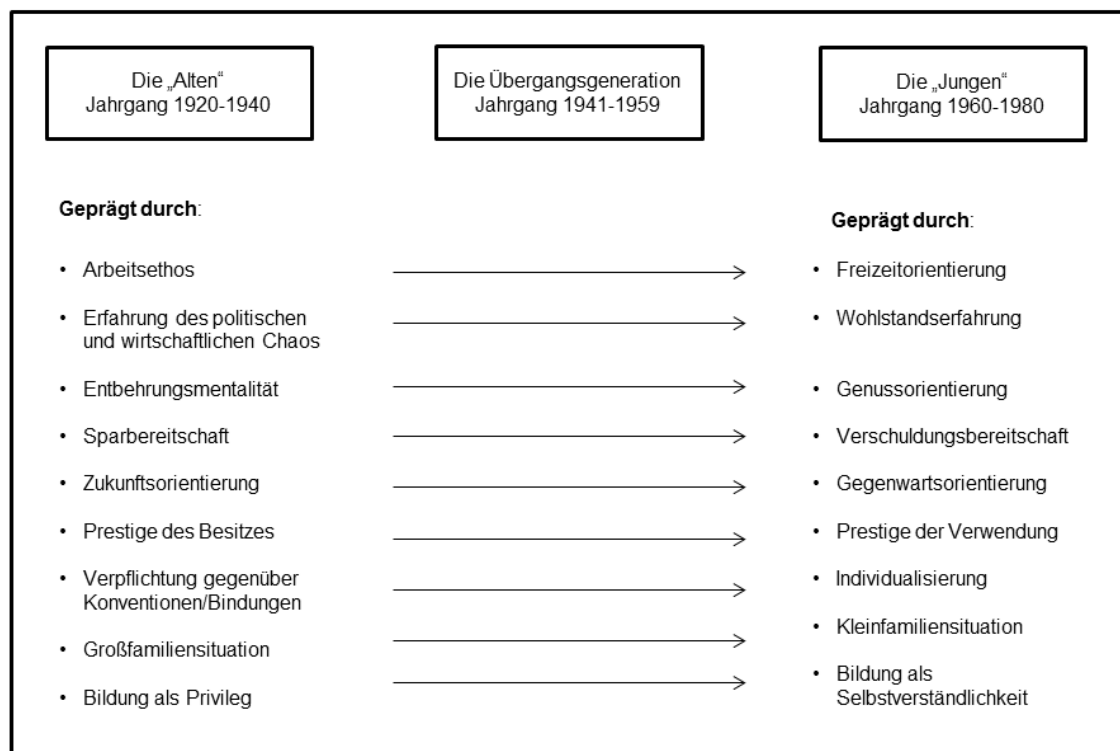 Die „Alten“
Jahrgang 1920-1940
Die Übergangsgeneration
Jahrgang 1941-1959
Die „Jungen“
Jahrgang 1960-1980
Geprägt durch:
• Arbeitsethos
• Erfahrung des politischen
und wirtschaftlichen Chaos
• Entbehrungsmentalität
• Sparbereitschaft
• Zukunftsorientierung
• Prestige des Besitzes
• Verpflichtung gegenüber
Konventionen/Bindungen
• Großfamiliensituation
• Bildung als Privileg
Geprägt durch:
• Freizeitorientierung
• Wohlstandserfahrung
• Genussorientierung
• Verschuldungsbereitschaft
• Gegenwartsorientierung
• Prestige der Verwendung
• Individualisierung
• Kleinfamiliensituation
• Bildung als
Selbstverständlichkeit